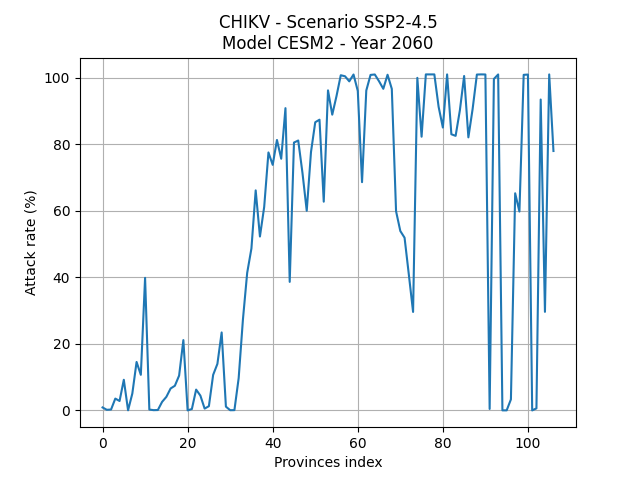 CHIKV - Scenario SSP2-4.5
Model CESM2 - Year 2060
Attack rate (%)
100
80
60
40
20
0
0 20 40 60 80 100
Provinces index